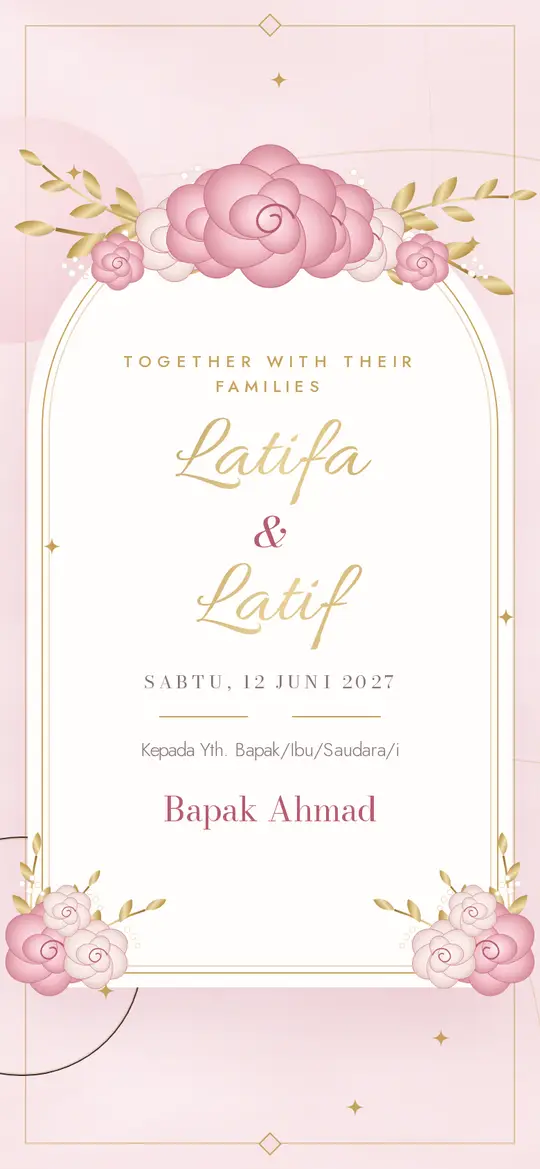 TOGETHER WITH THEIR
FAMILIES
Latifa
&
Latif
SABTU, 12 JUNI 2027
Kepada Yth. Bapak/Ibu/Saudara/i
Bapak Ahmad